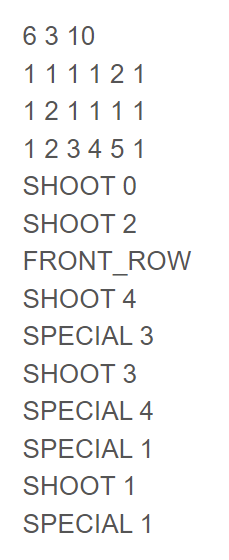 6 3 10
1 1 1 1 2 1
1 2 1 1 1 1
1 2 3 4 5 1
SHOOT 0
SHOOT 2
FRONT_ROW
SHOOT 4
SPECIAL 3
SHOOT 3
SPECIAL 4
SPECIAL 1
SHOOT 1
SPECIAL 1